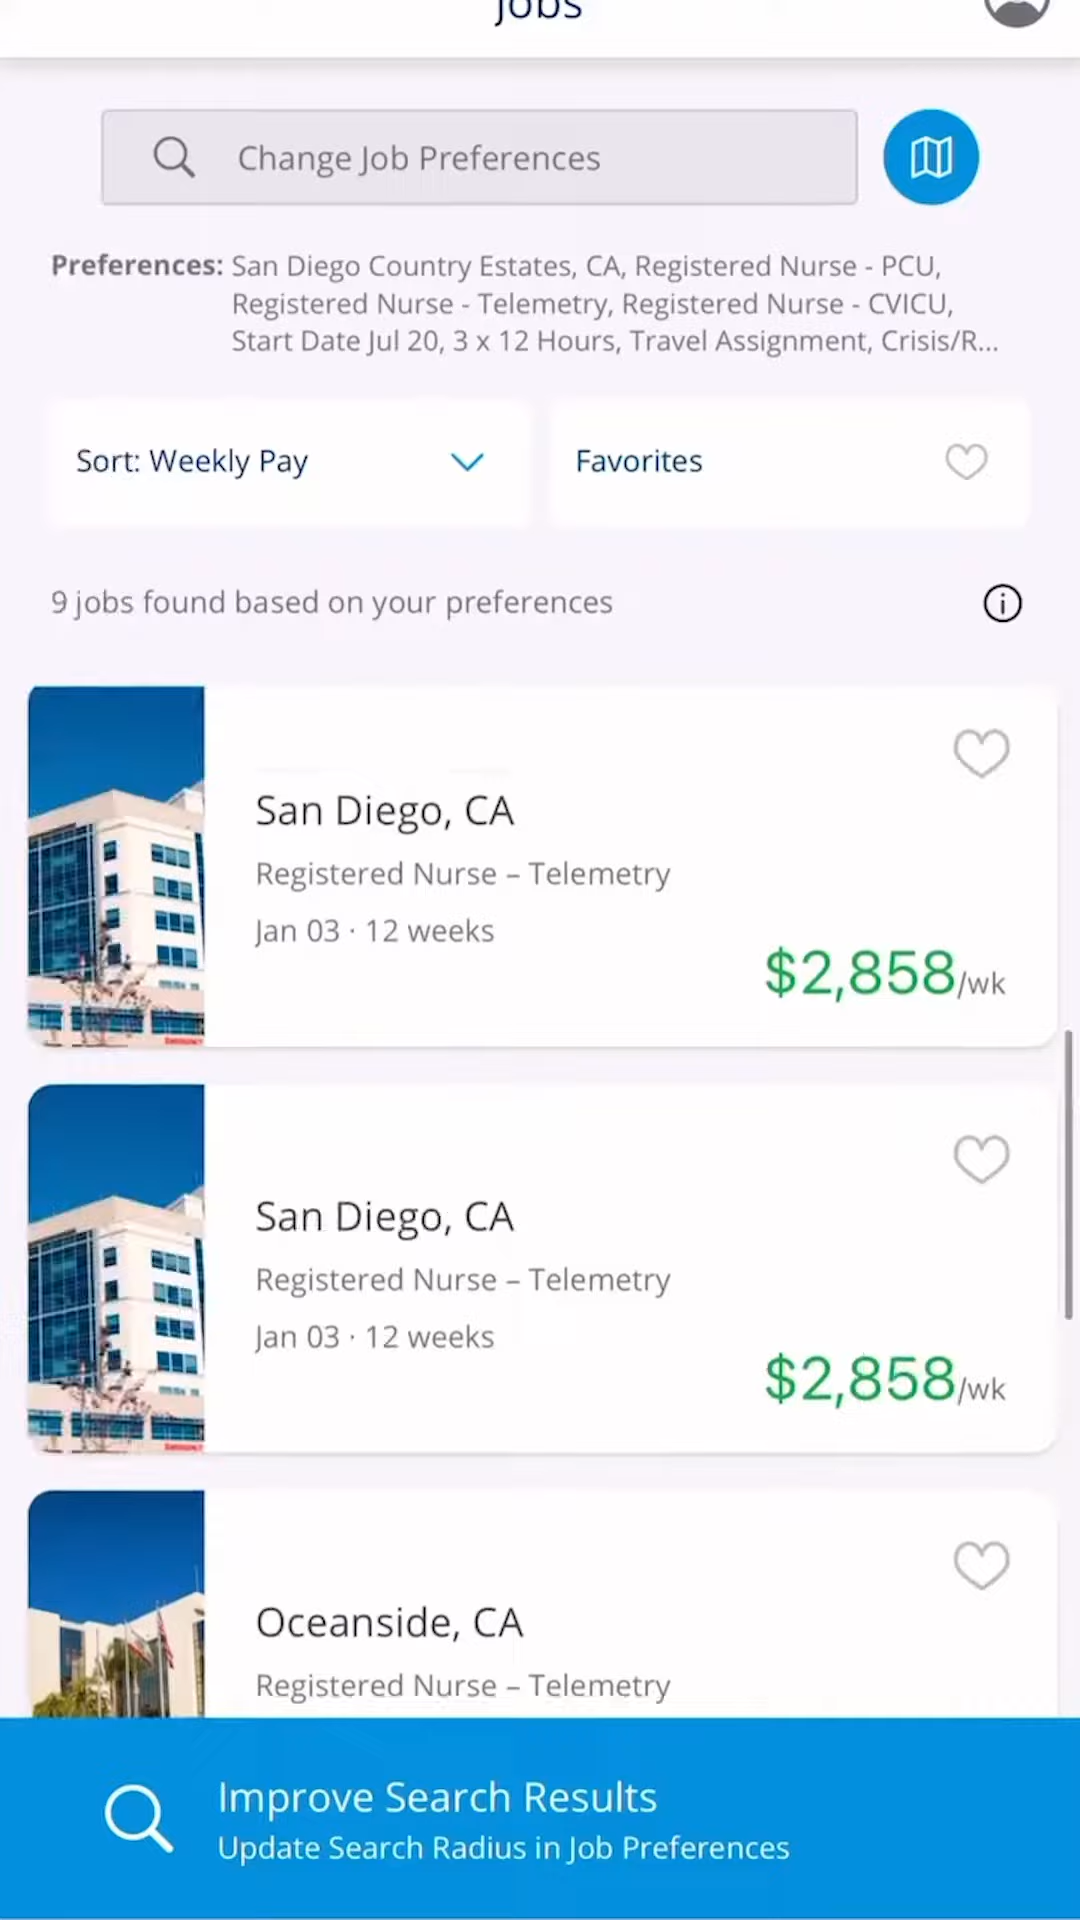 Jobs
Change Job Preferences
Preferences: San Diego Country Estates, CA, Registered Nurse - PCU,
Registered Nurse - Telemetry, Registered Nurse - CVICU,
Start Date Jul 20, 3 x 12 Hours, Travel Assignment, Crisis/R...
Sort: Weekly Pay
Favorites
9 jobs found based on your preferences
San Diego, CA
Registered Nurse – Telemetry
Jan 03 · 12 weeks
$2,858/wk
San Diego, CA
Registered Nurse – Telemetry
Jan 03 · 12 weeks
$2,858/wk
Oceanside, CA
Registered Nurse – Telemetry
Improve Search Results
Update Search Radius in Job Preferences